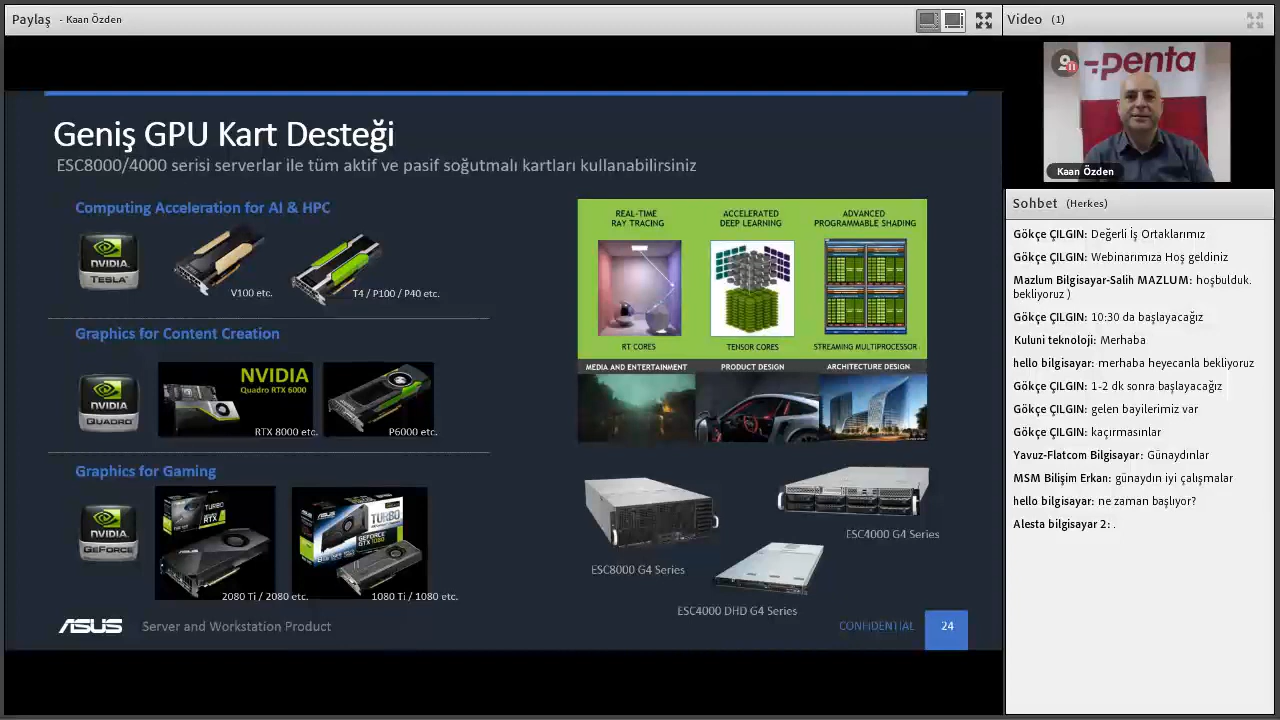 Paylaş - Kaan Özden
Geniş GPU Kart Desteği
ESC8000/4000 serisi serverlar ile tüm aktif ve pasif soğutmalı kartları kullanabilirsiniz
Computing Acceleration for AI & HPC
NVIDIA
TESLA
V100 etc.
T4 / P100 / P40 etc.
Graphics for Content Creation
NVIDIA
QUADRO
NVIDIA
Quadro RTX 6000
RTX 8000 etc.
P6000 etc.
Graphics for Gaming
NVIDIA
GEFORCE
TURBO
RTX
2080 Ti / 2080 etc.
ASUS
TURBO
GEFORCE
GTX 1080
1080 Ti / 1080 etc.
REAL-TIME
RAY TRACING
ACCELERATED
DEEP LEARNING
ADVANCED
PROGRAMMABLE SHADING
RT CORES
TENSOR CORES
STREAMING MULTIPROCESSOR
MEDIA AND ENTERTAINMENT
PRODUCT DESIGN
ARCHITECTURE DESIGN
ESC8000 G4 Series
ESC4000 G4 Series
ESC4000 DHD G4 Series
ASUS Server and Workstation Product
CONFIDENTIAL 24
Video (1)
penta
Kaan Özden
Sohbet (Herkes)
Gökçe ÇILGIN: Değerli İş Ortaklarımız
Gökçe ÇILGIN: Webinarımıza Hoş geldiniz
Mazlum Bilgisayar-Salih MAZLUM: hoşbulduk.
bekliyoruz )
Gökçe ÇILGIN: 10:30 da başlayacağız
Kuluni teknoloji: Merhaba
hello bilgisayar: merhaba heyecanla bekliyoruz
Gökçe ÇILGIN: 1-2 dk sonra başlayacağız
Gökçe ÇILGIN: gelen bayilerimiz var
Gökçe ÇILGIN: kaçırmasınlar
Yavuz-Flatcom Bilgisayar: Günaydınlar
MSM Bilişim Erkan: günaydın iyi çalışmalar
hello bilgisayar: ne zaman başlıyor?
Alesta bilgisayar 2: .